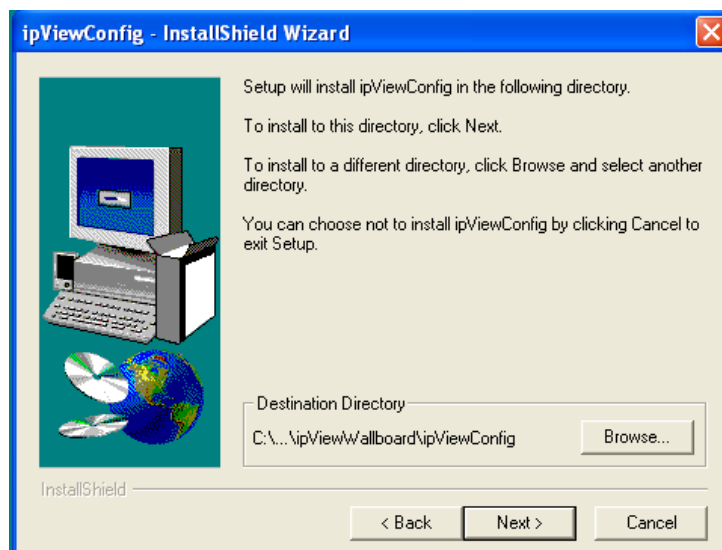 ipViewConfig - InstallShield Wizard
Setup will install ipViewConfig in the following directory.
To install to this directory, click Next.
To install to a different directory, click Browse and select another
directory.
You can choose not to install ipViewConfig by clicking Cancel to
exit Setup.
Destination Directory
C:\...\ipViewWallboard\ipViewConfig
Browse...
InstallShield
< Back
Next >
Cancel